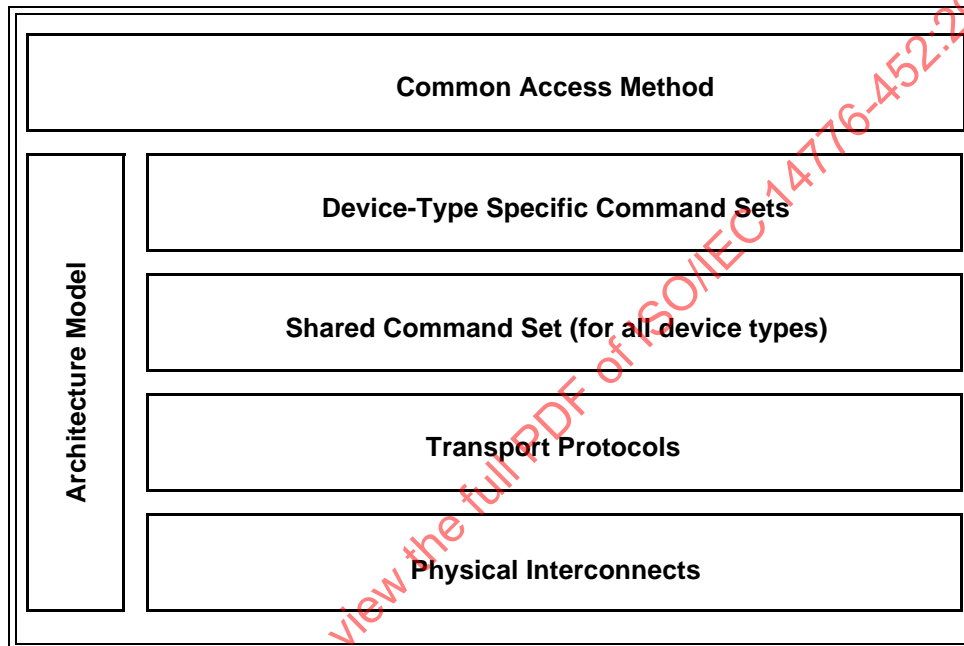 Common Access Method
Architecture Model
Device-Type Specific Command Sets
Shared Command Set (for all device types)
Transport Protocols
Physical Interconnects
view the full PDF of ISO/IEC 14776-452: